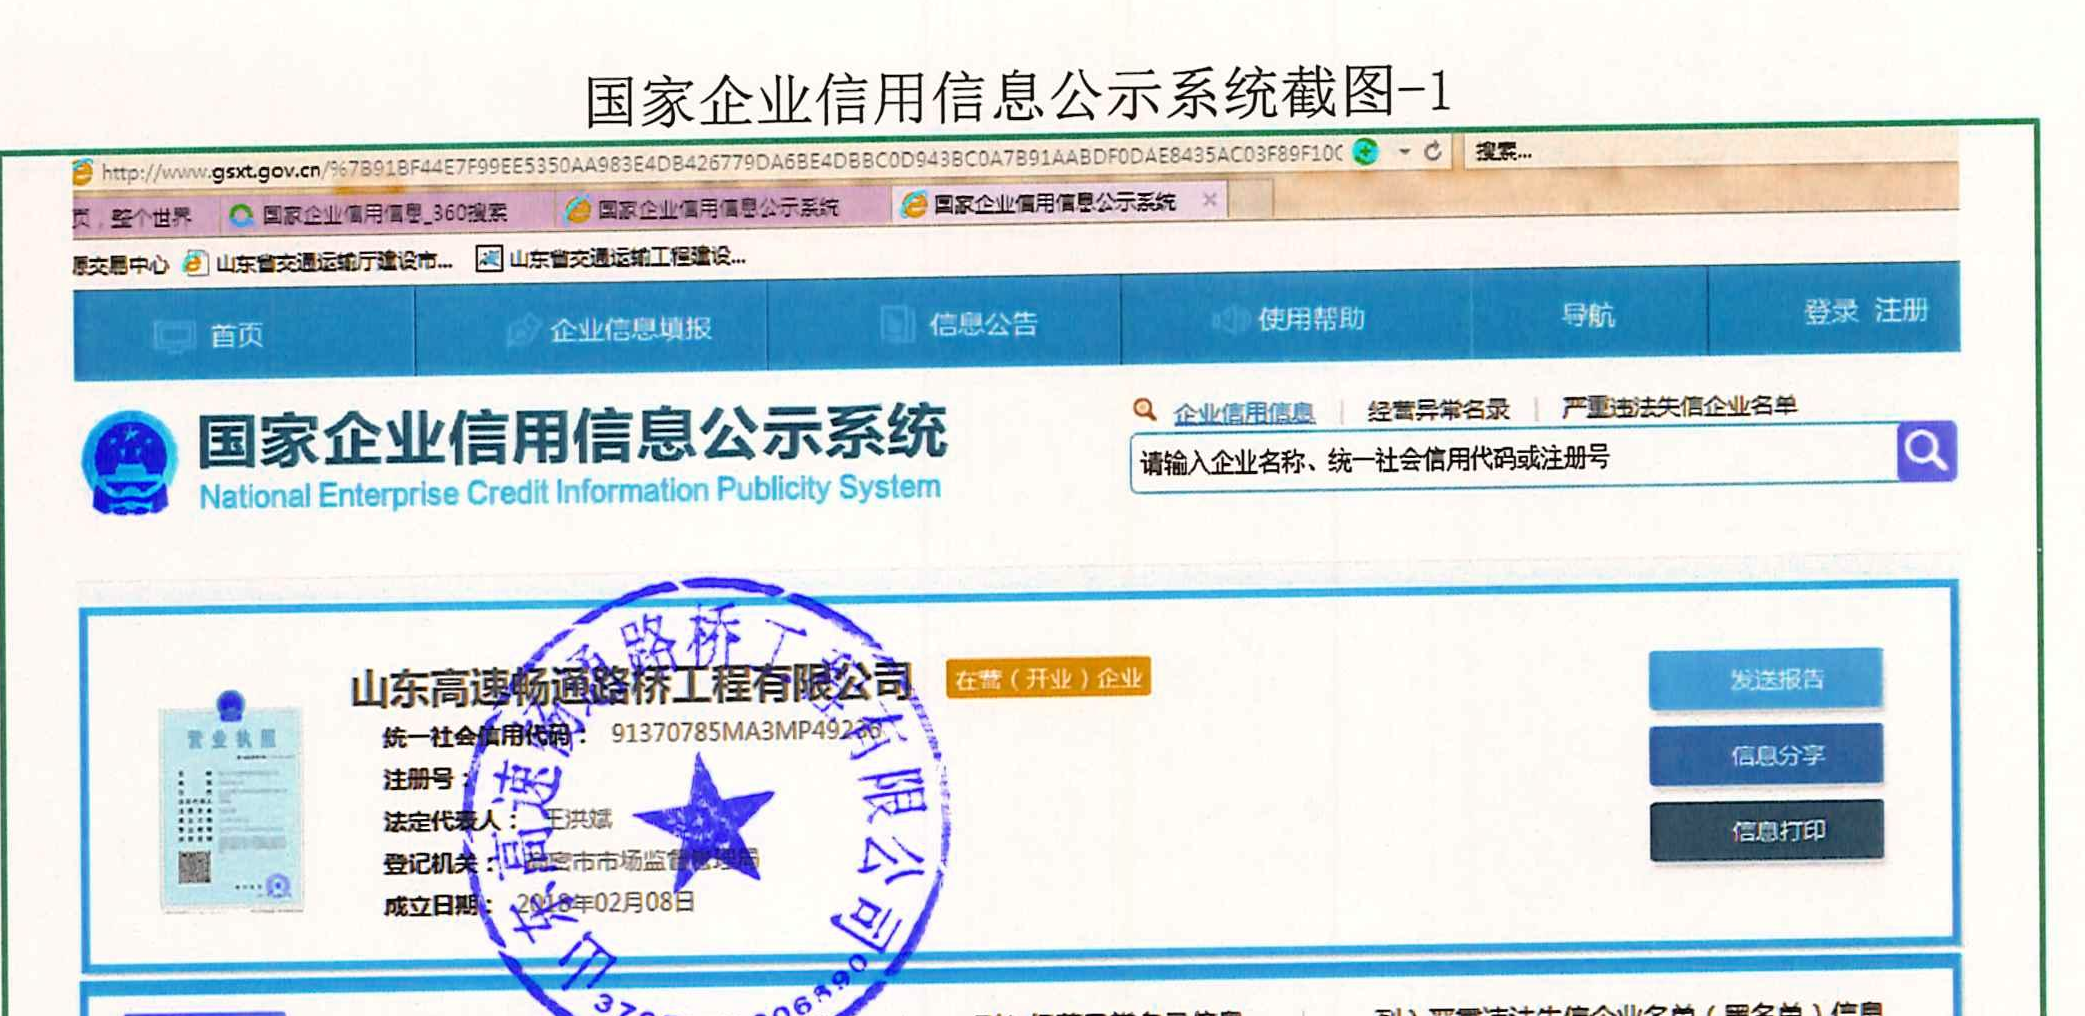 国家企业信用信息公示系统截图-1
http://www.gsxt.gov.cn/%7B91BF44E7F99EE5350AA983E4DB426779DA6BE4DBBC0D943BC0A7B91AABDF0DAE8435AC03F89F10C 搜索...
页，整个世界 国家企业信用信息_360搜索 国家企业信用信息公示系统 国家企业信用信息公示系统 ×
原交易中心 山东省交通运输厅建设市... 山东省交通运输工程建设...
首页 企业信息填报 信息公告 使用帮助 导航 登录 注册
国家企业信用信息公示系统
National Enterprise Credit Information Publicity System
企业信用信息 | 经营异常名录 | 严重违法失信企业名单
请输入企业名称、统一社会信用代码或注册号
山东高速畅通路桥工程有限公司 在营（开业）企业
统一社会信用代码： 91370785MA3MP49236
注册号：
法定代表人： 王洪斌
登记机关： 高密市市场监督管理局
成立日期： 2018年02月08日
发送报告
信息分享
信息打印
营业执照
山东高速畅通路桥工程有限公司
列入严重违法失信企业名单（黑名单）信息